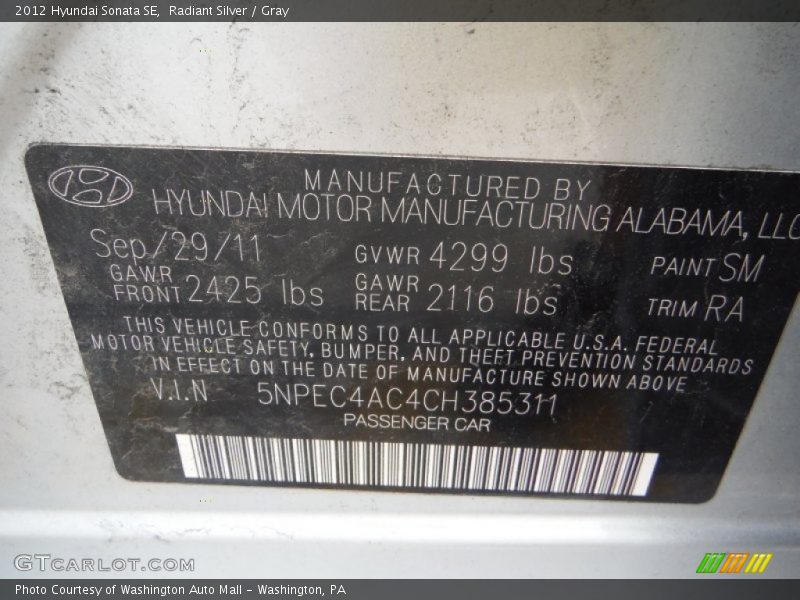 2012 Hyundai Sonata SE, Radiant Silver / Gray
MANUFACTURED BY
HYUNDAI MOTOR MANUFACTURING ALABAMA, LLC
Sep/29/11 GVWR 4299 lbs PAINT SM
GAWR FRONT 2425 lbs GAWR REAR 2116 lbs TRIM RA
THIS VEHICLE CONFORMS TO ALL APPLICABLE U.S.A. FEDERAL
MOTOR VEHICLE SAFETY, BUMPER, AND THEFT PREVENTION STANDARDS
IN EFFECT ON THE DATE OF MANUFACTURE SHOWN ABOVE
V.I.N 5NPEC4AC4CH385311
PASSENGER CAR
GTCARLOT.COM
Photo Courtesy of Washington Auto Mall - Washington, PA